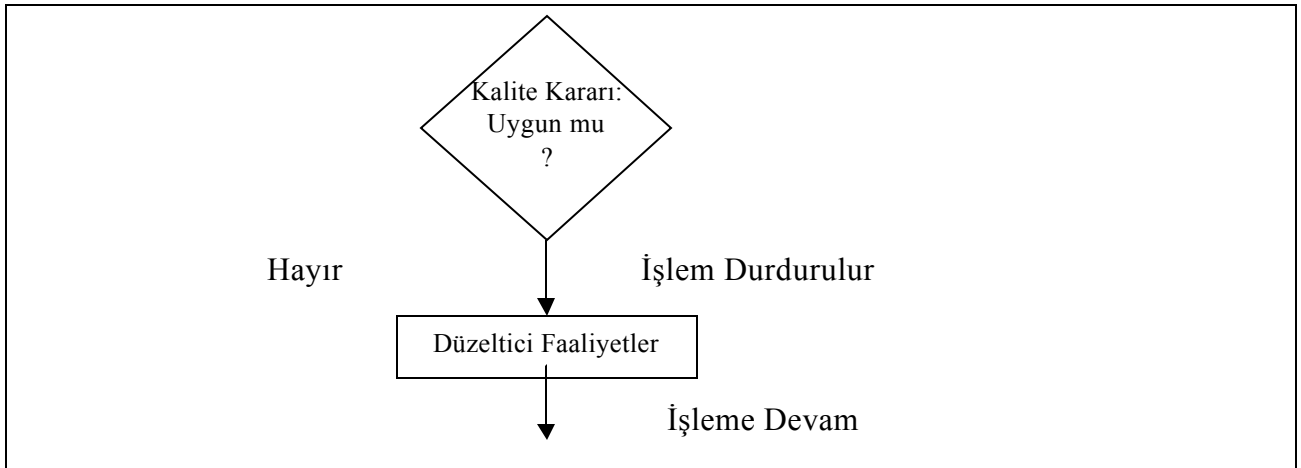 Kalite Kararı:
Uygun mu
?
Hayır
İşlem Durdurulur
Düzeltici Faaliyetler
İşleme Devam